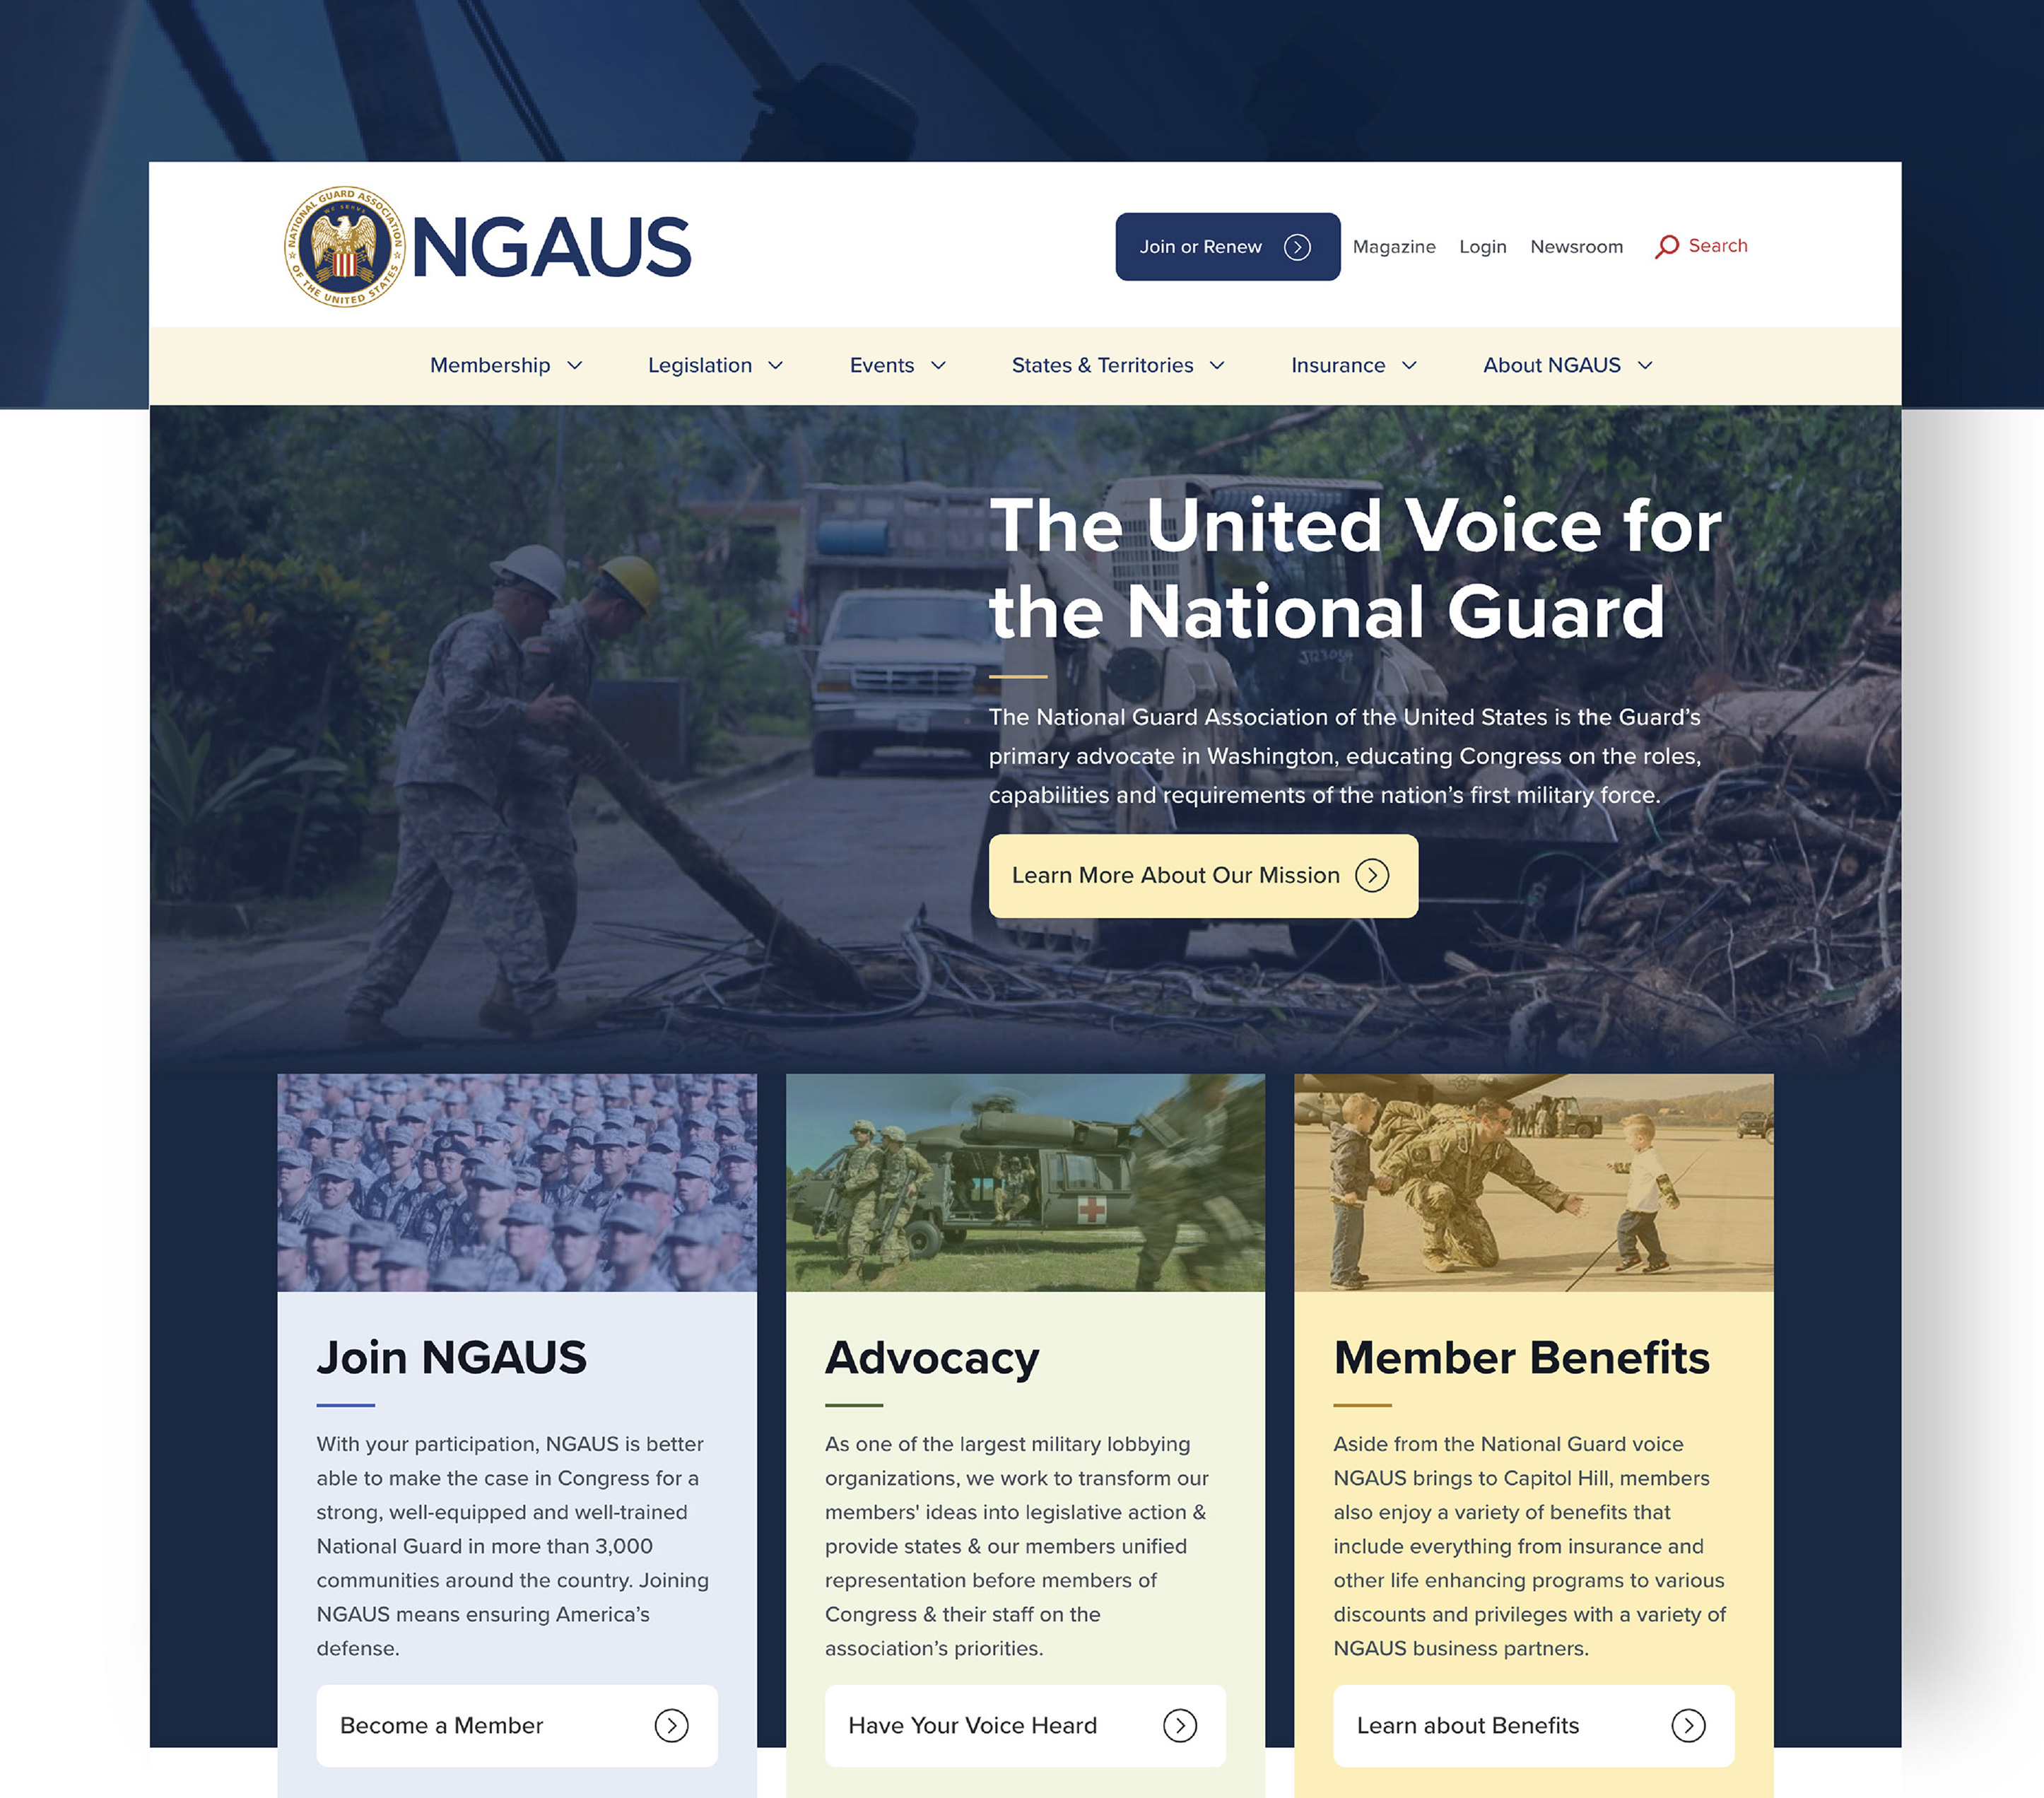 NATIONAL GUARD ASSOCIATION
WE SERVE
OF THE UNITED STATES
NGAUS
Join or Renew
Magazine
Login
Newsroom
Search
Membership
Legislation
Events
States & Territories
Insurance
About NGAUS
The United Voice for
the National Guard
J123054
The National Guard Association of the United States is the Guard’s
primary advocate in Washington, educating Congress on the roles,
capabilities and requirements of the nation’s first military force.
Learn More About Our Mission
Join NGAUS
With your participation, NGAUS is better
able to make the case in Congress for a
strong, well-equipped and well-trained
National Guard in more than 3,000
communities around the country. Joining
NGAUS means ensuring America’s
defense.
Become a Member
Advocacy
As one of the largest military lobbying
organizations, we work to transform our
members' ideas into legislative action &
provide states & our members unified
representation before members of
Congress & their staff on the
association’s priorities.
Have Your Voice Heard
Member Benefits
Aside from the National Guard voice
NGAUS brings to Capitol Hill, members
also enjoy a variety of benefits that
include everything from insurance and
other life enhancing programs to various
discounts and privileges with a variety of
NGAUS business partners.
Learn about Benefits